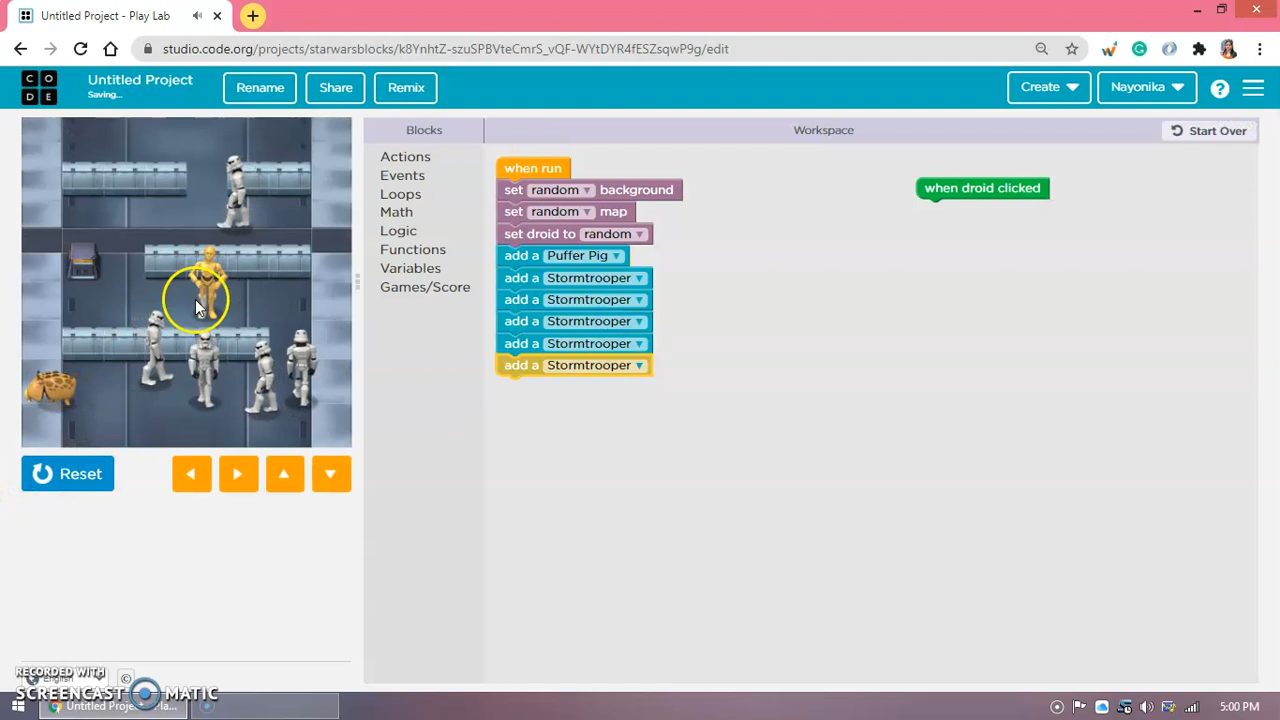 Untitled Project - Play Lab
studio.code.org/projects/starwarsblocks/k8YnhtZ-szuSPBVteCmrS_vQF-WYtDYR4fESZsqwP9g/edit
C O D E
Untitled Project
Saving...
Rename
Share
Remix
Create
Nayonika
Blocks
Workspace
Start Over
Actions
Events
Loops
Math
Logic
Functions
Variables
Games/Score
when run
set random background
set random map
set droid to random
add a Puffer Pig
add a Stormtrooper
add a Stormtrooper
add a Stormtrooper
add a Stormtrooper
add a Stormtrooper
when droid clicked
Reset
English
RECORDED WITH
SCREENCAST MATIC
Untitled Project - Pla...
5:00 PM